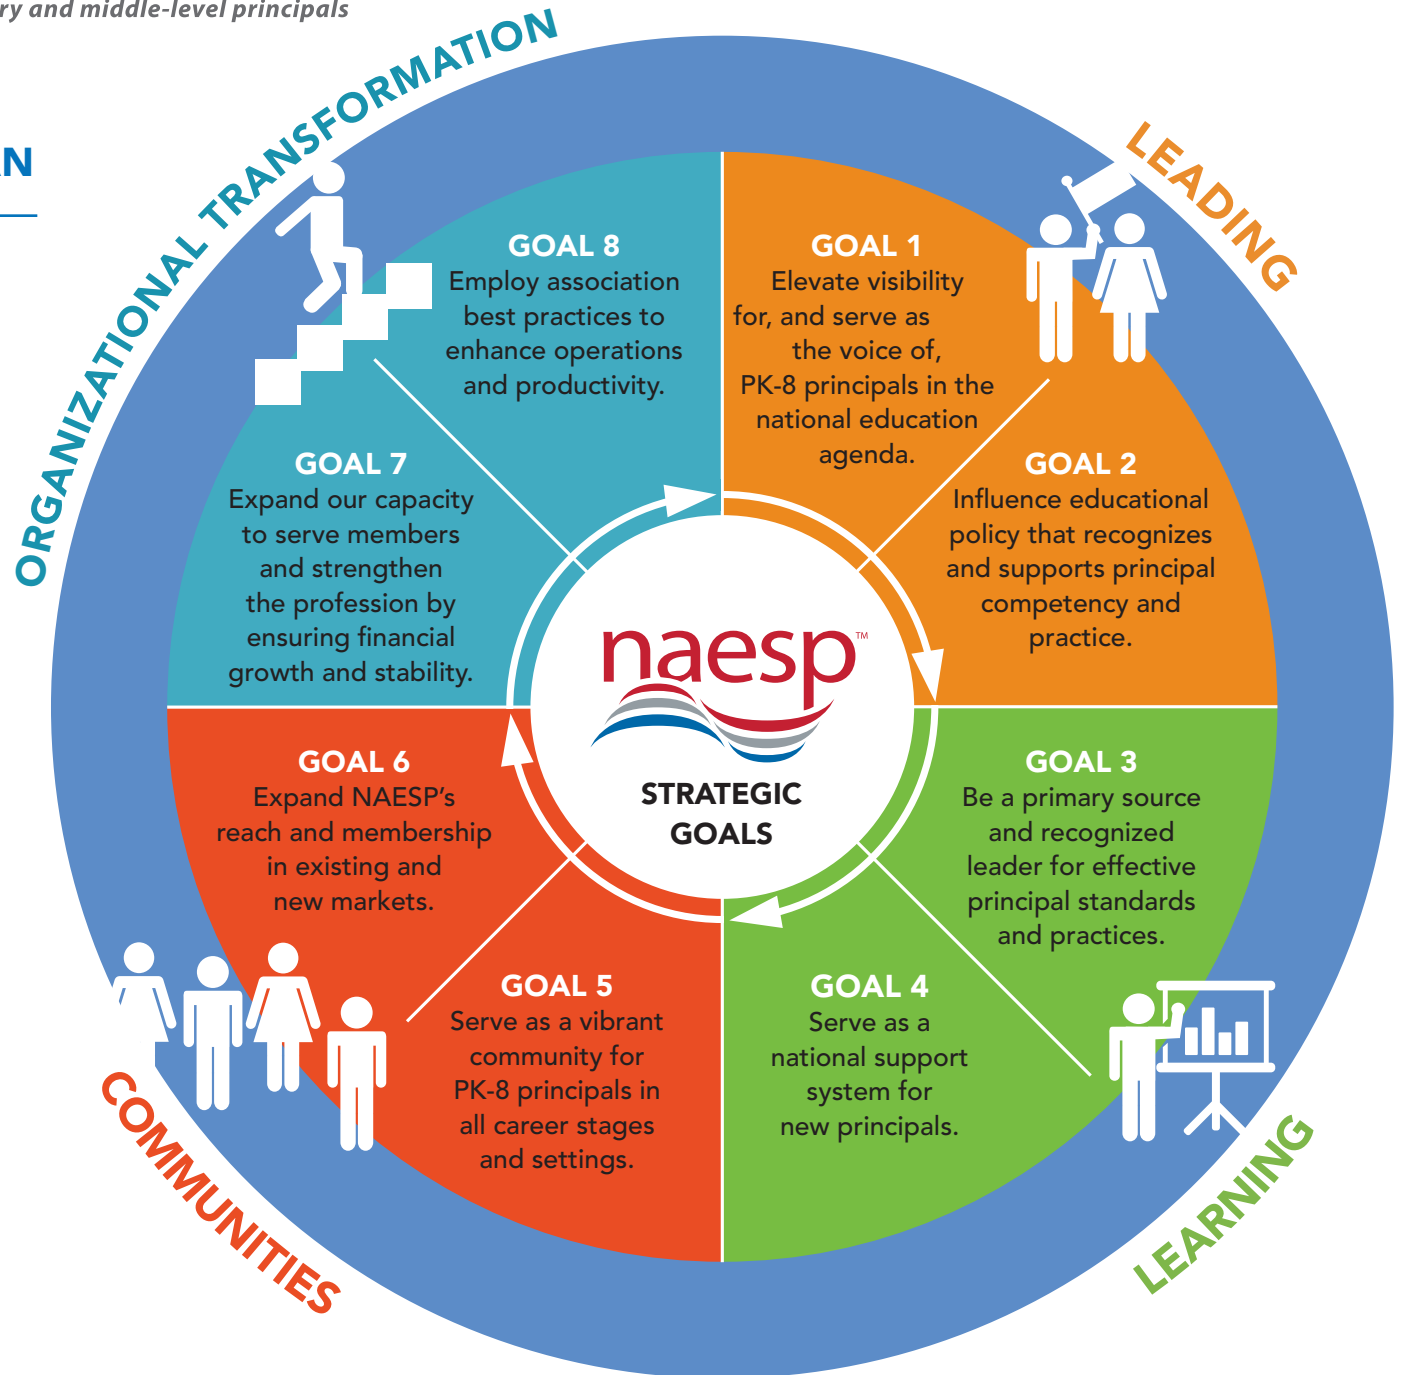 and middle-level principals
ORGANIZATIONAL TRANSFORMATION
LEADING
GOAL 8
Employ association
best practices to
enhance operations
and productivity.
GOAL 1
Elevate visibility
for, and serve as
the voice of,
PK-8 principals in the
national education
agenda.
GOAL 7
Expand our capacity
to serve members
and strengthen
the profession by
ensuring financial
growth and stability.
GOAL 2
Influence educational
policy that recognizes
and supports principal
competency and
practice.
naesp™
STRATEGIC
GOALS
GOAL 6
Expand NAESP’s
reach and membership
in existing and
new markets.
GOAL 3
Be a primary source
and recognized
leader for effective
principal standards
and practices.
GOAL 5
Serve as a vibrant
community for
PK-8 principals in
all career stages
and settings.
GOAL 4
Serve as a
national support
system for
new principals.
COMMUNITIES
LEARNING